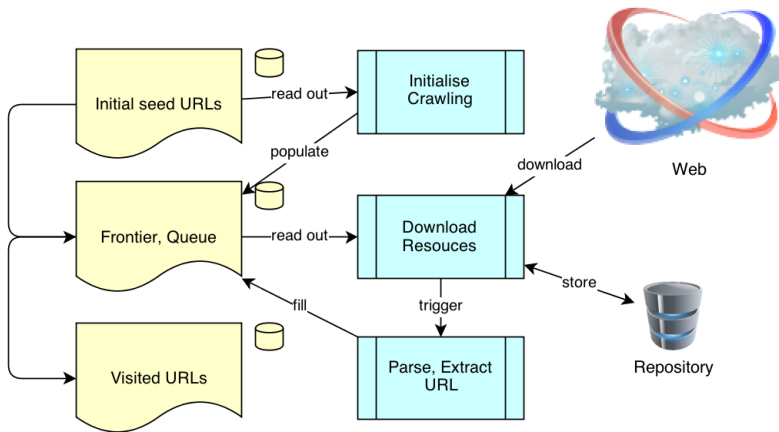 Initial seed URLs
read out
Initialise
Crawling
populate
download
Web
Frontier, Queue
read out
Download
Resouces
fill
trigger
store
Visited URLs
Parse, Extract
URL
Repository